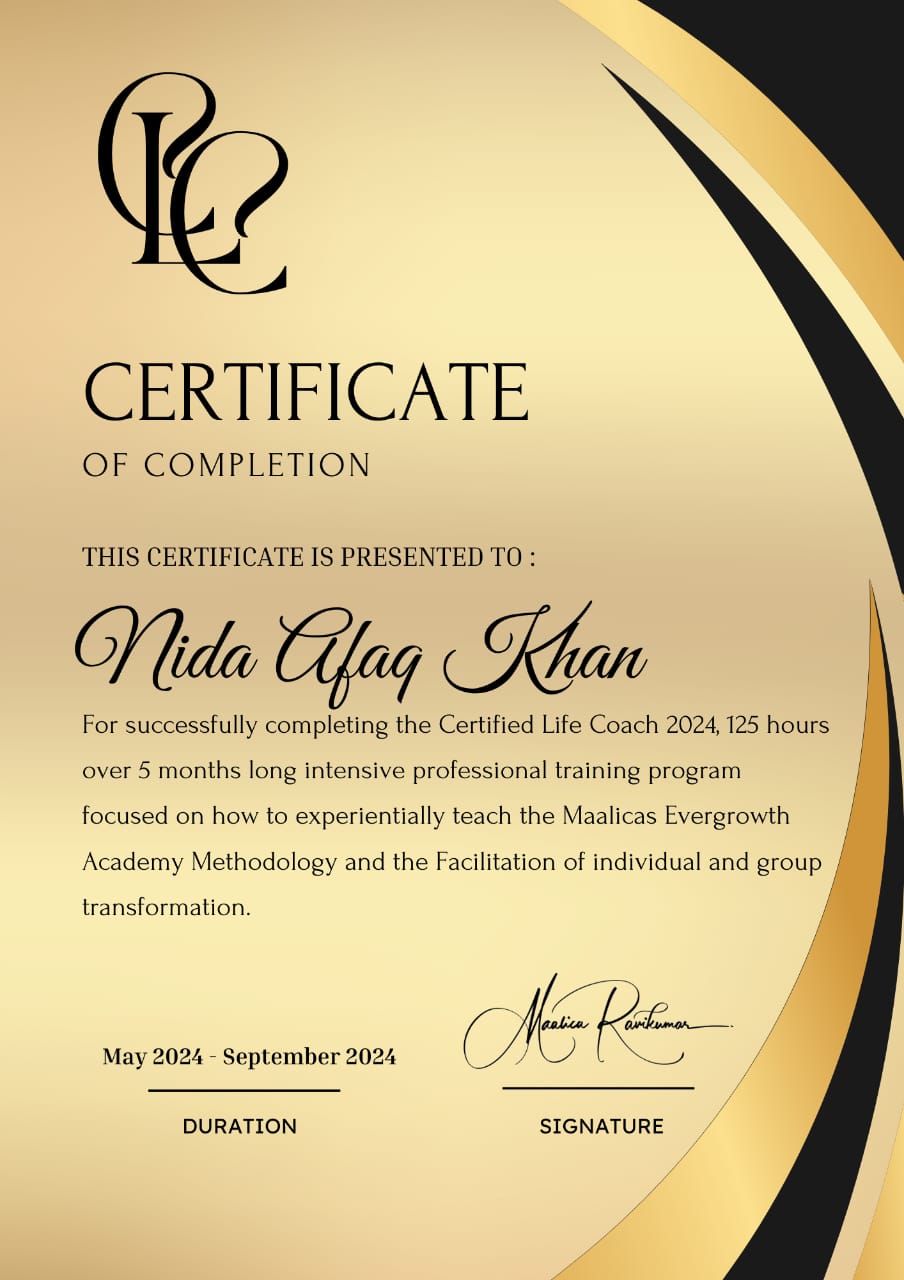 CLC
CERTIFICATE
OF COMPLETION
THIS CERTIFICATE IS PRESENTED TO :
Nida Afaq Khan
For successfully completing the Certified Life Coach 2024, 125 hours
over 5 months long intensive professional training program
focused on how to experientially teach the Maalicas Evergrowth
Academy Methodology and the Facilitation of individual and group
transformation.
Maalica Ravikumar
May 2024 - September 2024
DURATION
SIGNATURE